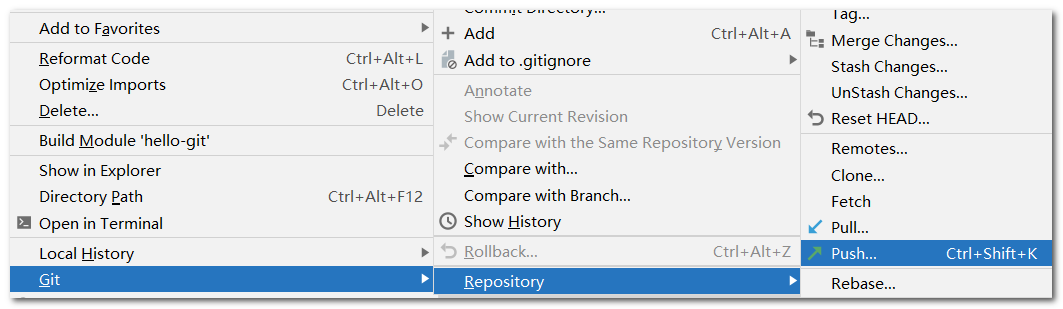 Add to Favorites
Reformat Code Ctrl+Alt+L
Optimize Imports Ctrl+Alt+O
Delete... Delete
Build Module 'hello-git'
Show in Explorer
Directory Path Ctrl+Alt+F12
Open in Terminal
Local History
Git
Commit Directory...
Add Ctrl+Alt+A
Add to .gitignore
Annotate
Show Current Revision
Compare with the Same Repository Version
Compare with...
Compare with Branch...
Show History
Rollback... Ctrl+Alt+Z
Repository
Tag...
Merge Changes...
Stash Changes...
UnStash Changes...
Reset HEAD...
Remotes...
Clone...
Fetch
Pull...
Push... Ctrl+Shift+K
Rebase...